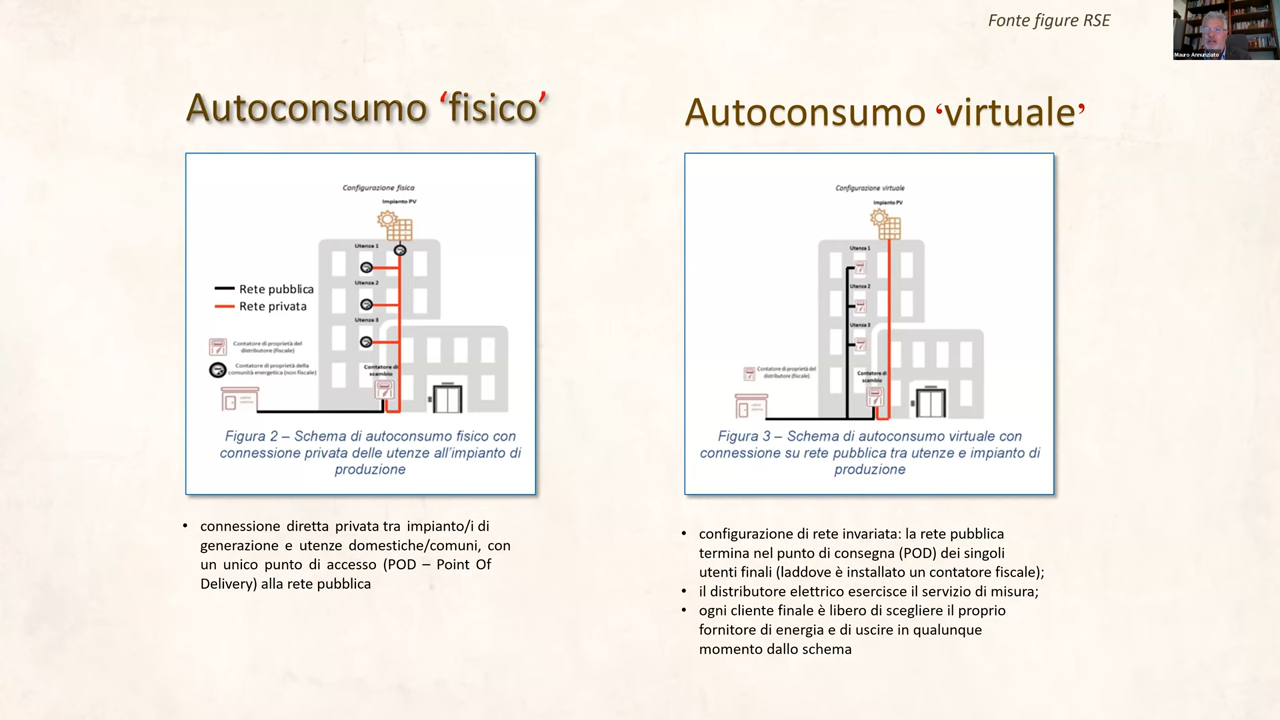 Fonte figure RSE
Mauro Annunziato
Autoconsumo ‘fisico’
Configurazione fisica
Impianto PV
Utenza 1
Utenza 2
Utenza 3
Rete pubblica
Rete privata
Contatore di proprietà del
distributore (fiscale)
Contatore di proprietà della
comunità energetica (non fiscale)
Contatore di
scambio
Figura 2 – Schema di autoconsumo fisico con
connessione privata delle utenze all’impianto di
produzione
• connessione diretta privata tra impianto/i di
generazione e utenze domestiche/comuni, con
un unico punto di accesso (POD – Point Of
Delivery) alla rete pubblica
Autoconsumo ‘virtuale’
Configurazione virtuale
Impianto PV
Utenza 1
Utenza 2
Utenza 3
Contatore di proprietà del
distributore (fiscale)
Contatore di
scambio
Figura 3 – Schema di autoconsumo virtuale con
connessione su rete pubblica tra utenze e impianto di
produzione
• configurazione di rete invariata: la rete pubblica
termina nel punto di consegna (POD) dei singoli
utenti finali (laddove è installato un contatore fiscale);
• il distributore elettrico esercisce il servizio di misura;
• ogni cliente finale è libero di scegliere il proprio
fornitore di energia e di uscire in qualunque
momento dallo schema